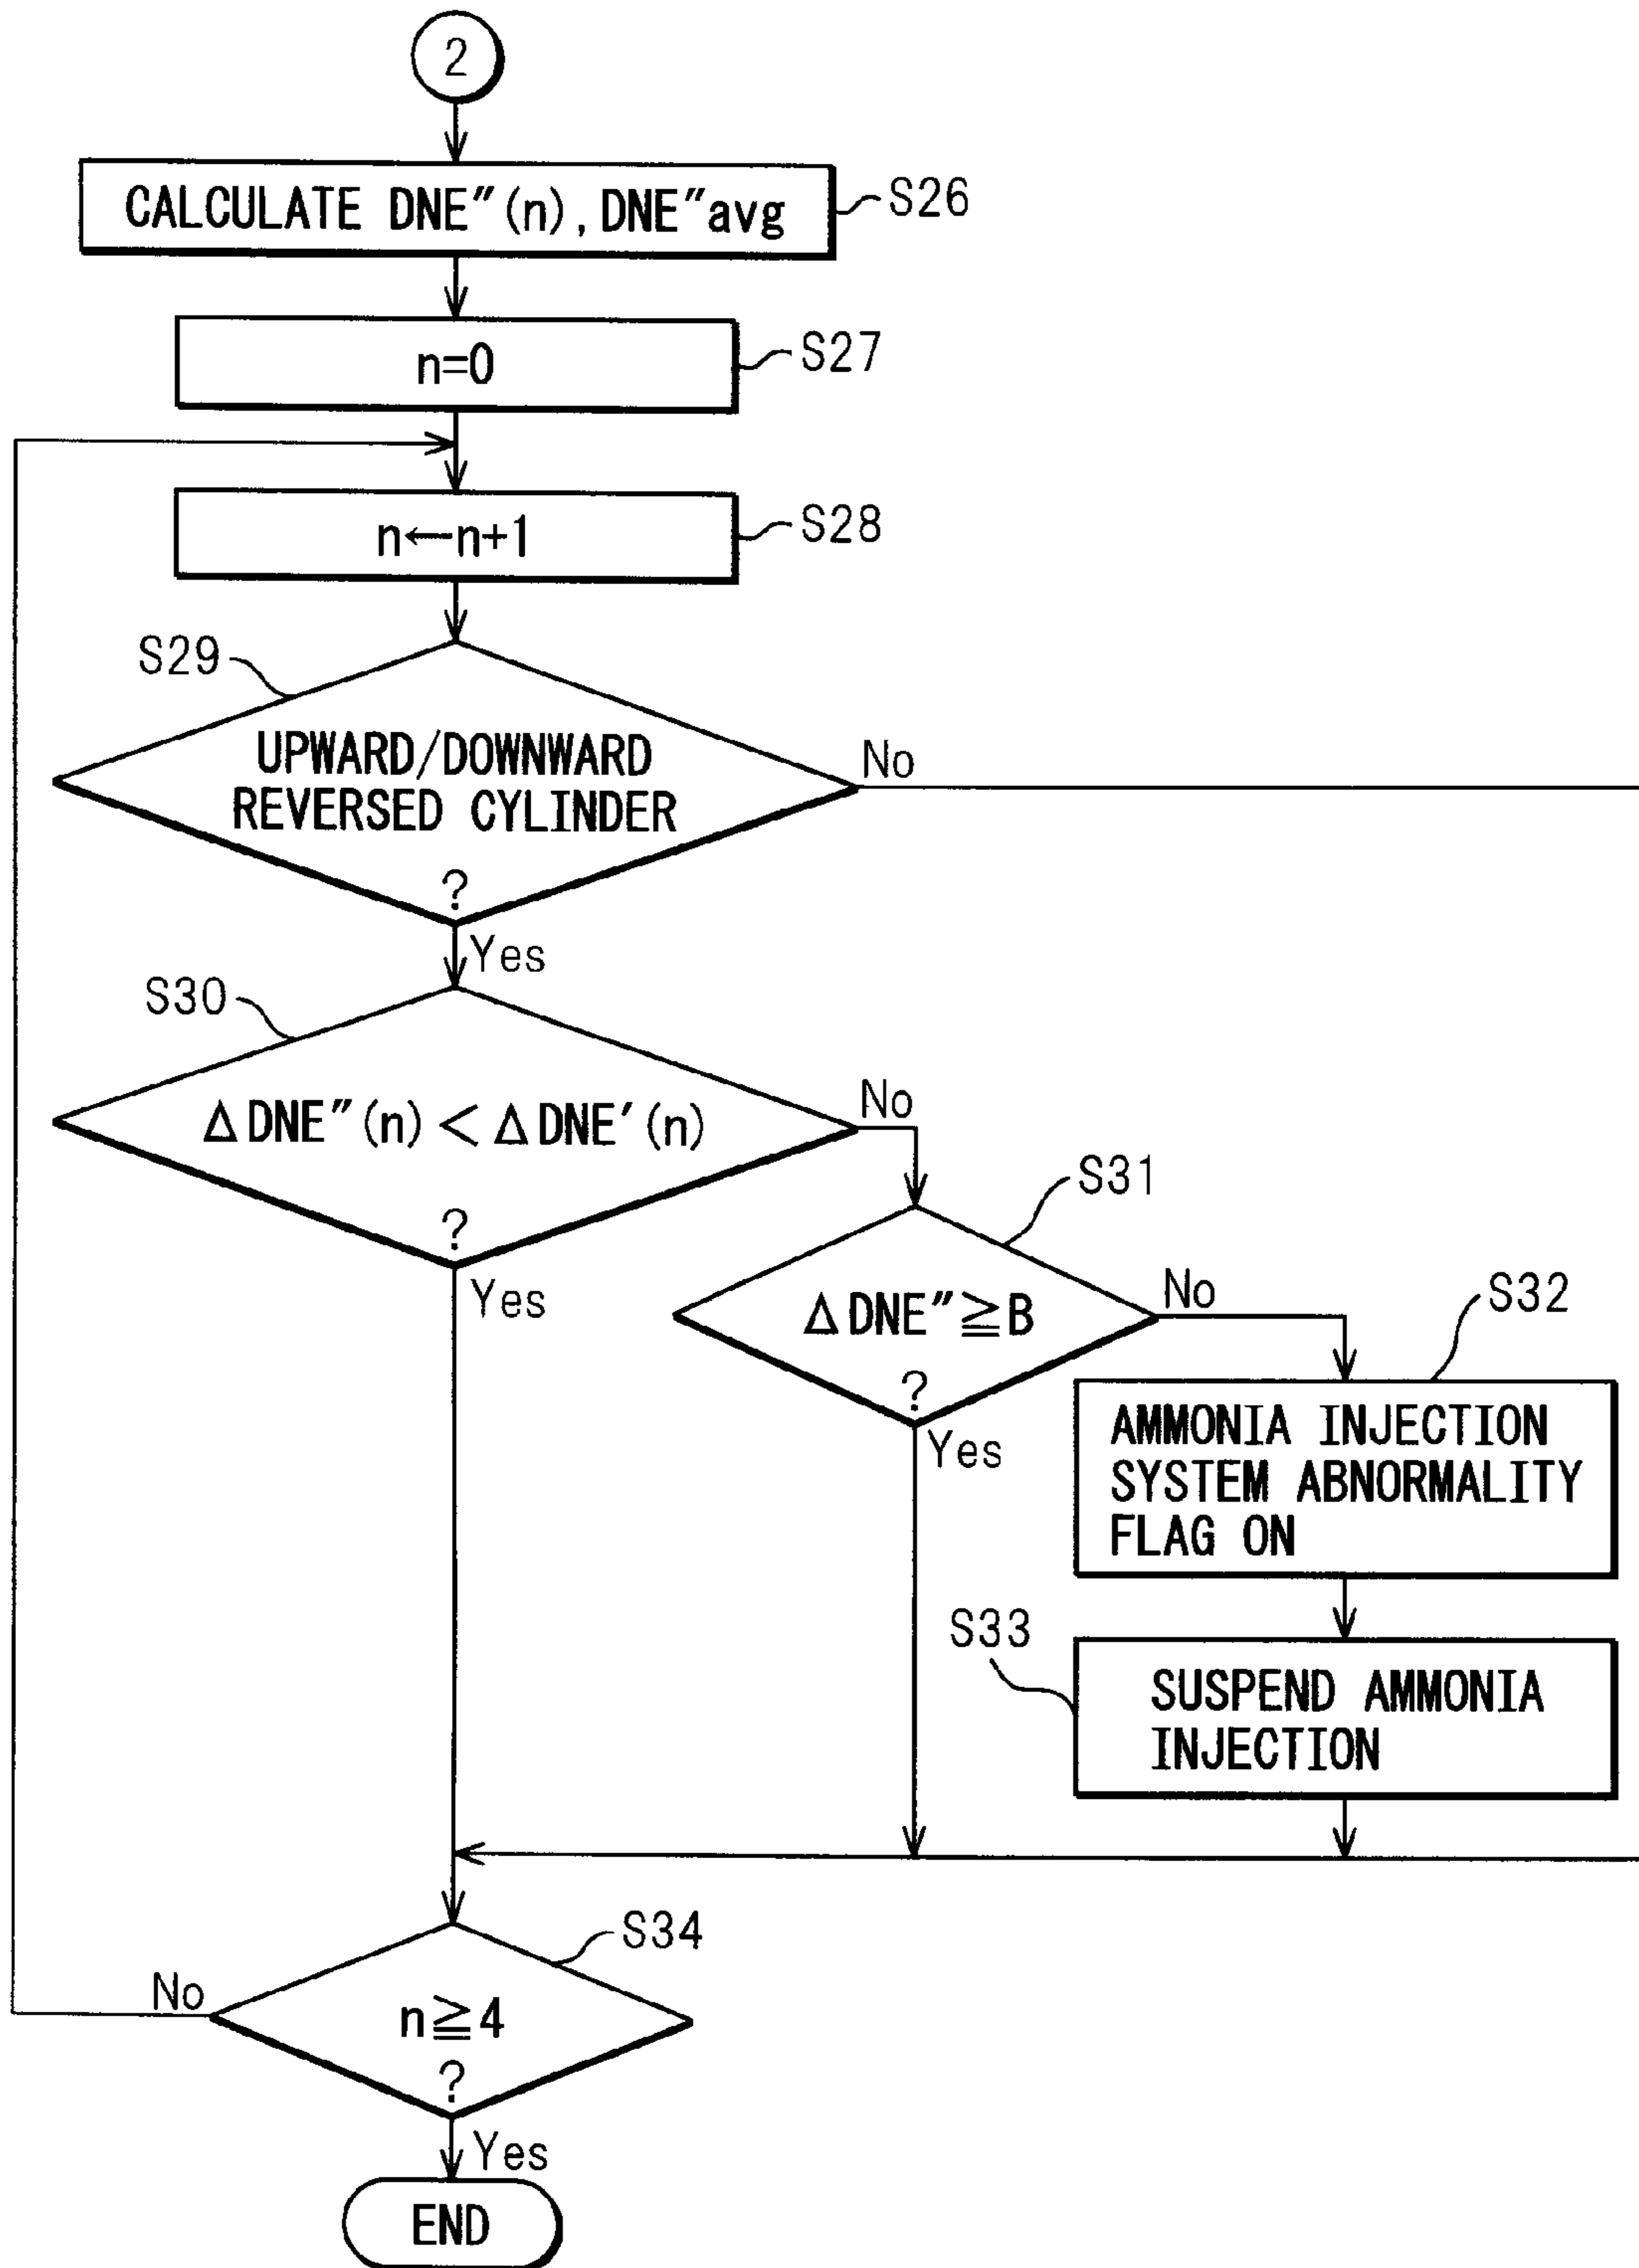 2
CALCULATE DNE″(n), DNE″avg
S26
n=0
S27
n←n+1
S28
S29
UPWARD/DOWNWARD
REVERSED CYLINDER
?
No
Yes
S30
ΔDNE″(n) < ΔDNE′(n)
?
No
Yes
S31
ΔDNE″≧B
?
No
Yes
S32
AMMONIA INJECTION
SYSTEM ABNORMALITY
FLAG ON
S33
SUSPEND AMMONIA
INJECTION
S34
n≧4
?
No
Yes
END